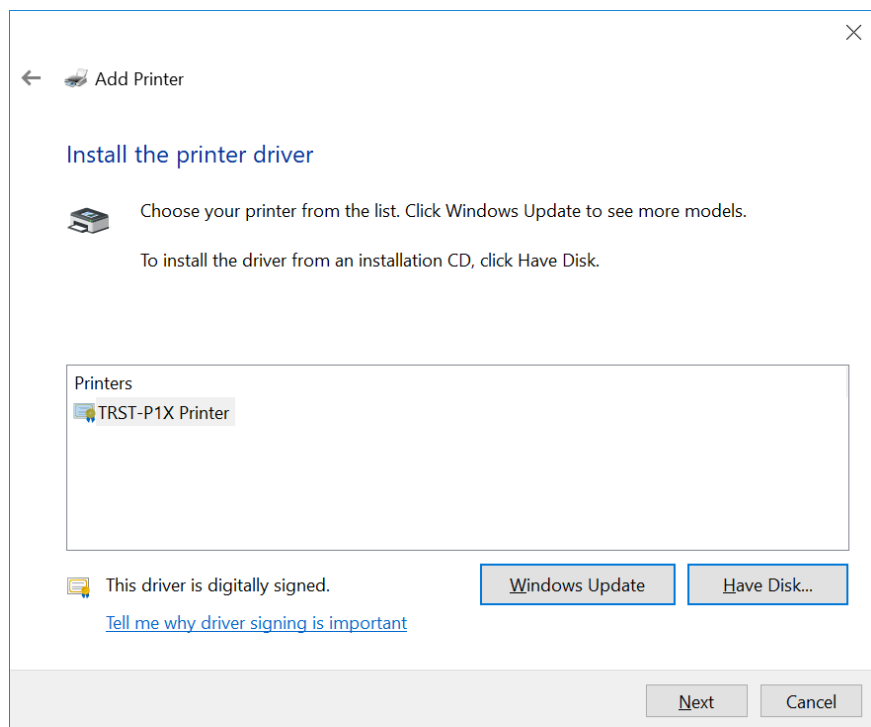 Add Printer
Install the printer driver
Choose your printer from the list. Click Windows Update to see more models.
To install the driver from an installation CD, click Have Disk.
Printers
TRST-P1X Printer
This driver is digitally signed.
Windows Update
Have Disk...
Tell me why driver signing is important
Next
Cancel